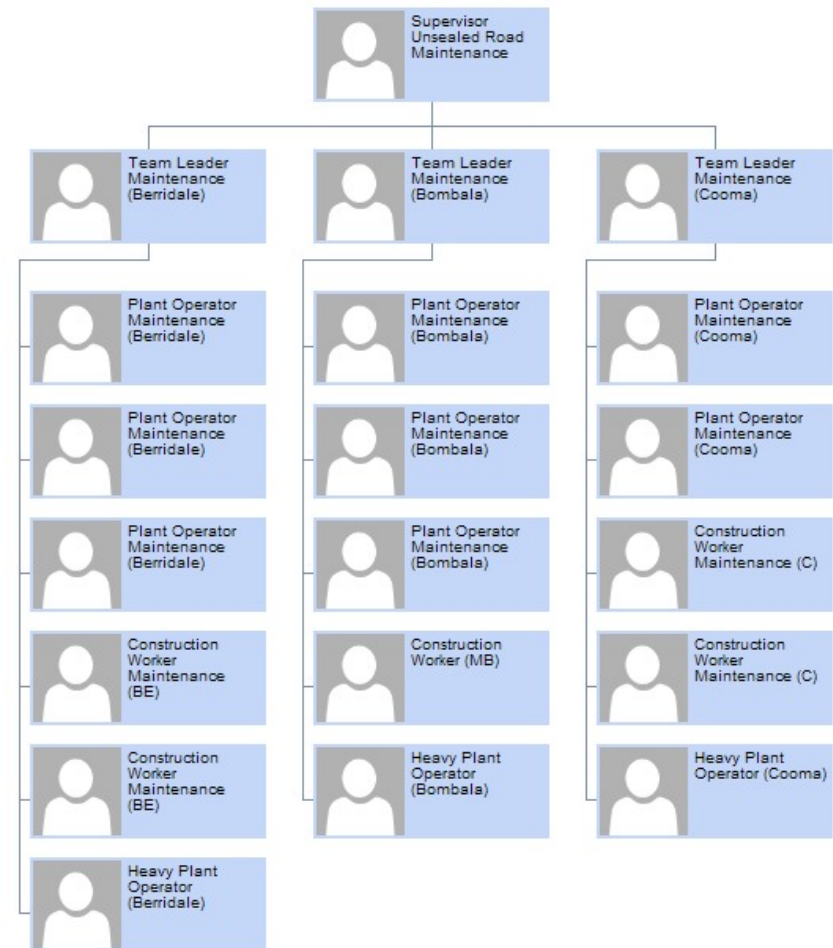 Supervisor
Unsealed Road
Maintenance
Team Leader
Maintenance
(Berridale)
Team Leader
Maintenance
(Bombala)
Team Leader
Maintenance
(Cooma)
Plant Operator
Maintenance
(Berridale)
Plant Operator
Maintenance
(Bombala)
Plant Operator
Maintenance
(Cooma)
Plant Operator
Maintenance
(Berridale)
Plant Operator
Maintenance
(Bombala)
Plant Operator
Maintenance
(Cooma)
Plant Operator
Maintenance
(Berridale)
Plant Operator
Maintenance
(Bombala)
Construction
Worker
Maintenance (C)
Construction
Worker
Maintenance
(BE)
Construction
Worker (MB)
Construction
Worker
Maintenance (C)
Construction
Worker
Maintenance
(BE)
Heavy Plant
Operator
(Bombala)
Heavy Plant
Operator (Cooma)
Heavy Plant
Operator
(Berridale)